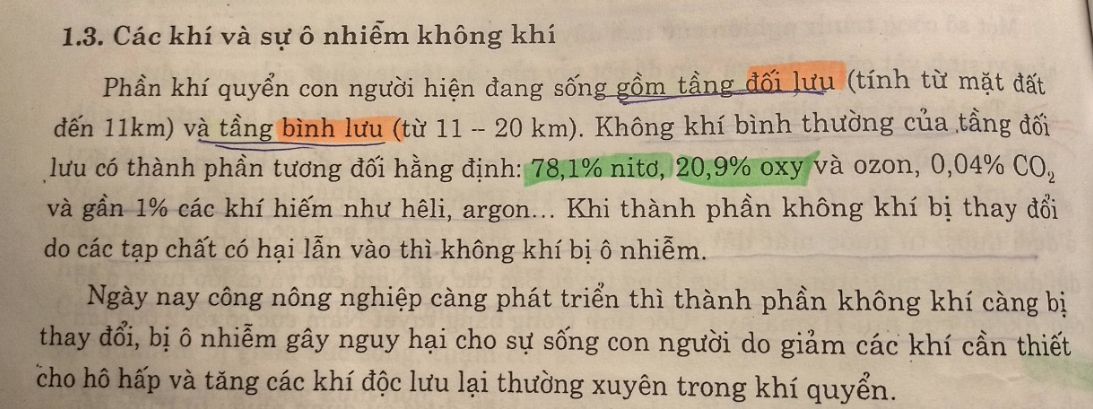 1.3. Các khí và sự ô nhiễm không khí
Phần khí quyển con người hiện đang sống gồm tầng đối lưu (tính từ mặt đất
đến 11km) và tầng bình lưu (từ 11 – 20 km). Không khí bình thường của tầng đối
lưu có thành phần tương đối hằng định: 78,1% nitơ, 20,9% oxy và ozon, 0,04% CO₂
và gần 1% các khí hiếm như hêli, argon... Khi thành phần không khí bị thay đổi
do các tạp chất có hại lẫn vào thì không khí bị ô nhiễm.
Ngày nay công nông nghiệp càng phát triển thì thành phần không khí càng bị
thay đổi, bị ô nhiễm gây nguy hại cho sự sống con người do giảm các khí cần thiết
cho hô hấp và tăng các khí độc lưu lại thường xuyên trong khí quyển.